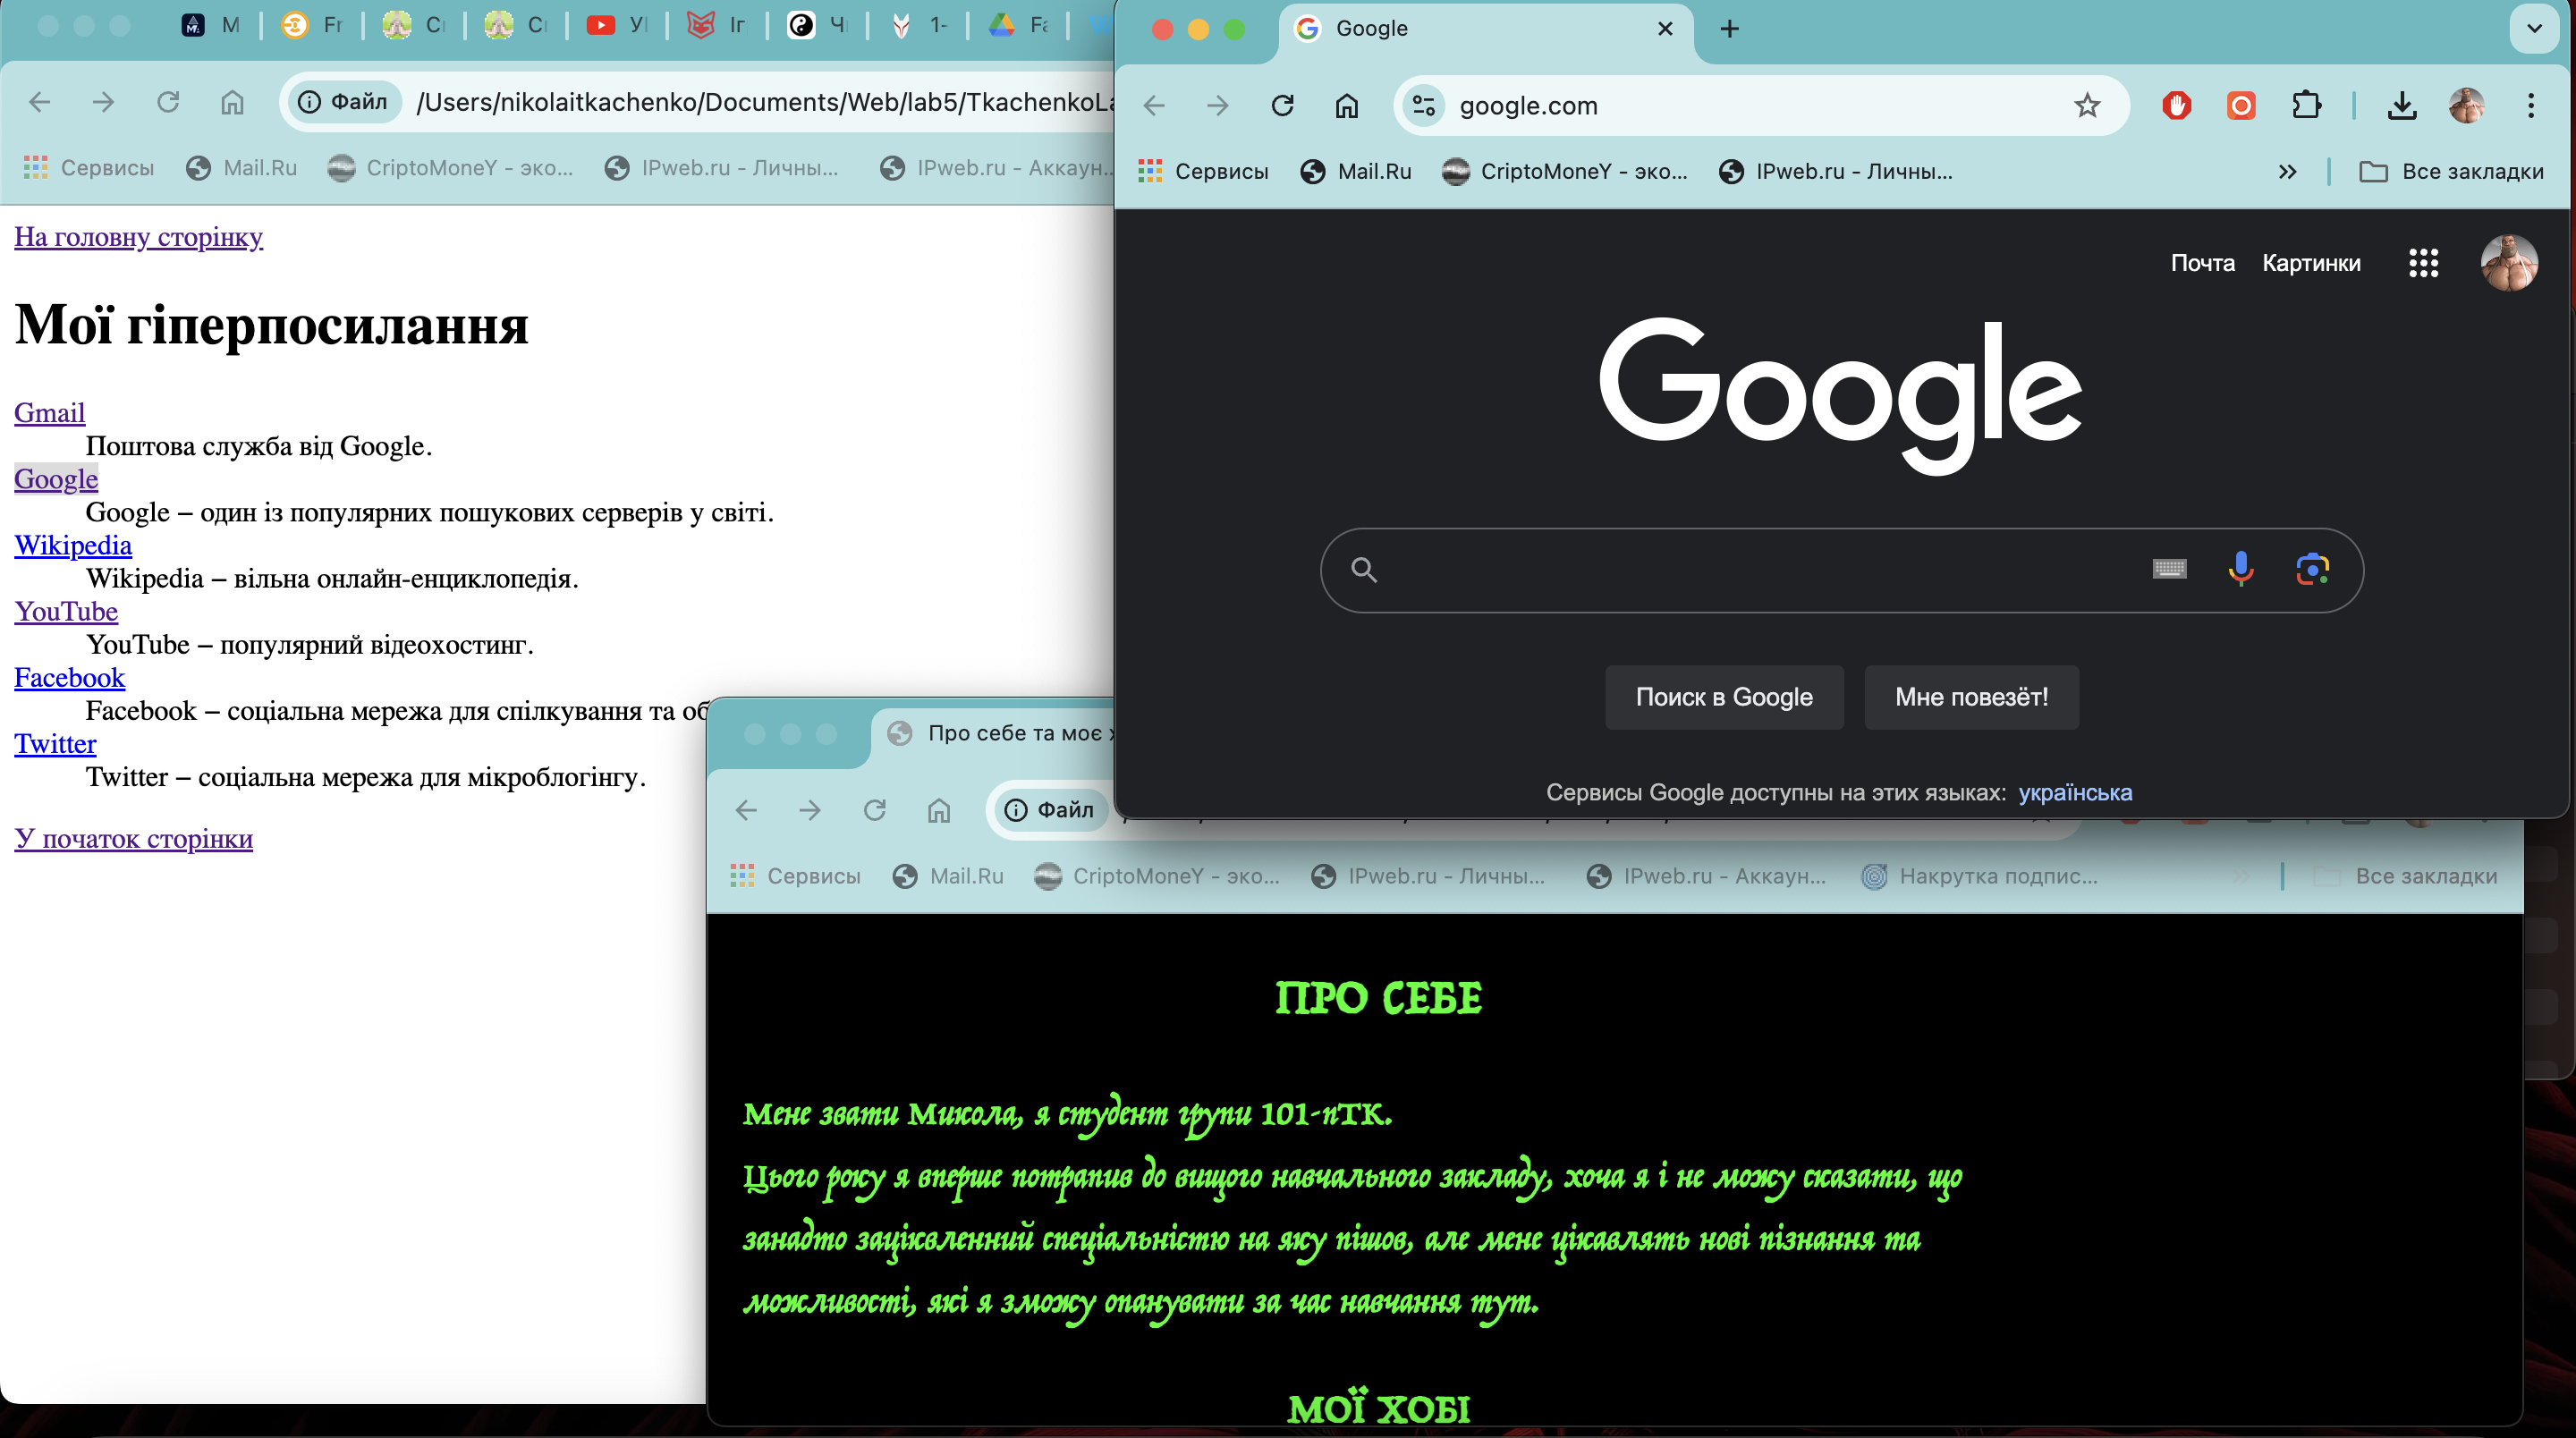 M
Fr
YouTube
1-
Файл
/Users/nikolaitkachenko/Documents/Web/lab5/TkachenkoLa
Сервисы
Mail.Ru
CriptoMoneY - эко...
IPweb.ru - Личны...
IPweb.ru - Аккаун...
На головну сторінку
Мої гіперпосилання
Gmail
Поштова служба від Google.
Google
Google – один із популярних пошукових серверів у світі.
Wikipedia
Wikipedia – вільна онлайн-енциклопедія.
YouTube
YouTube – популярний відеохостинг.
Facebook
Facebook – соціальна мережа для спілкування та об
Twitter
Twitter – соціальна мережа для мікроблогінгу.
У початок сторінки
Google
google.com
Сервисы
Mail.Ru
CriptoMoneY - эко...
IPweb.ru - Личны...
Все закладки
Почта
Картинки
Google
Поиск в Google
Мне повезёт!
Сервисы Google доступны на этих языках: українська
Про себе та моє х
Файл
Сервисы
Mail.Ru
CriptoMoneY - эко...
IPweb.ru - Личны...
IPweb.ru - Аккаун...
Накрутка подпис...
Все закладки
ПРО СЕБЕ
Мене звати Микола, я студент групи 101-пТК.
Цього року я вперше потрапив до вищого навчального закладу, хоча я і не можу сказати, що
занадто заціквленний спеціальністю на яку пішов, але мене цікавлять нові пізнання та
можливості, які я зможу опанувати за час навчання тут.
МОЇ ХОБІ